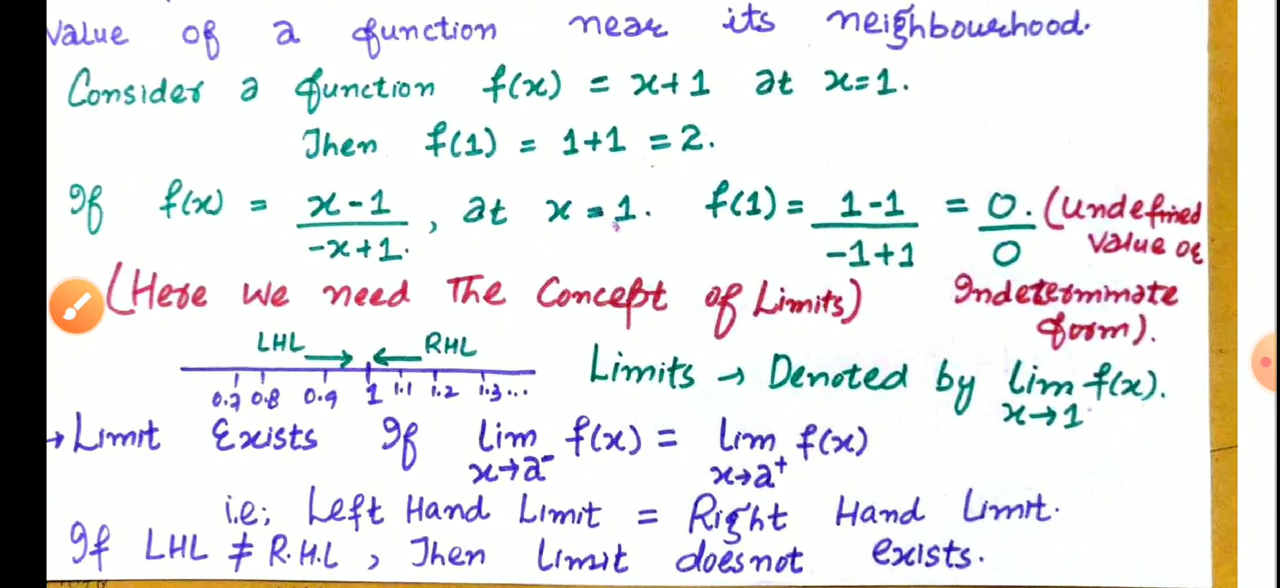 value of a function near its neighbourhood.
Consider a function f(x) = x+1 at x=1.
Then f(1) = 1+1 = 2.
If f(x) = x-1/-x+1., at x=1. f(1) = 1-1/-1+1 = 0./0 (Undefined value or Indeterminate form).
(Here we need The Concept of Limits)
LHL → ← RHL
0.7 0.8 0.9 1 1.1 1.2 1.3...
Limits → Denoted by lim x→1 f(x).
→ Limit Exists If lim x→a⁻ f(x) = lim x→a⁺ f(x)
i.e; Left Hand Limit = Right Hand Limit.
If LHL ≠ R.H.L, Then limit doesnot exists.